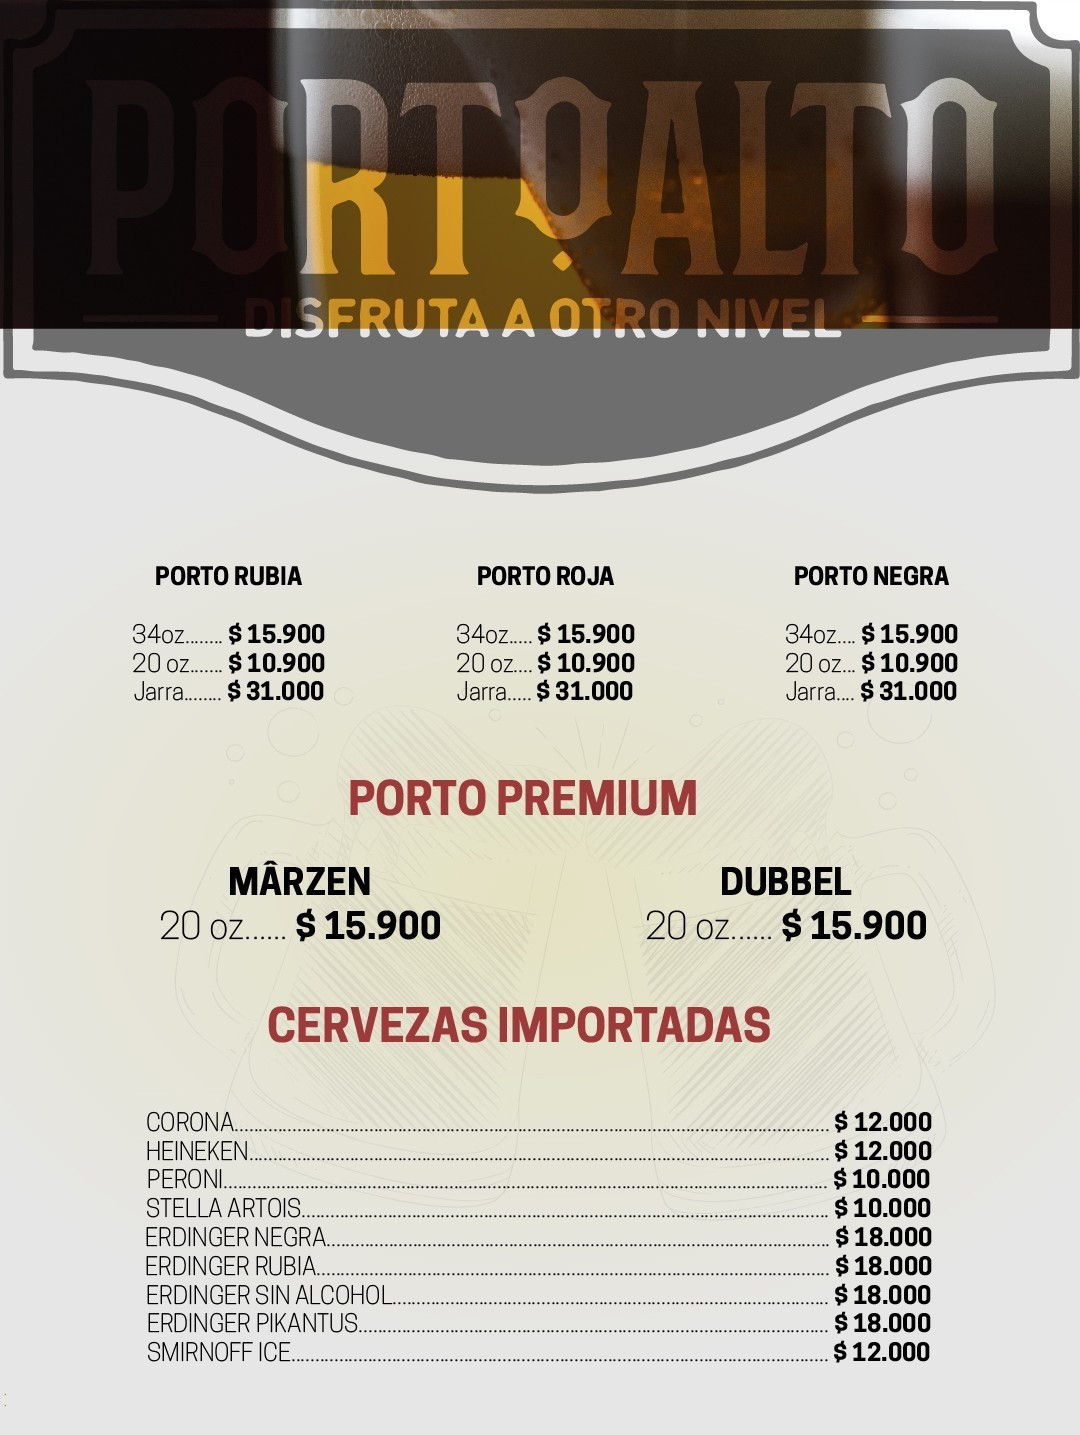 PORTO ALTO
DISFRUTA A OTRO NIVEL
PORTO RUBIA
34oz........ $ 15.900
20 oz....... $ 10.900
Jarra........ $ 31.000
PORTO ROJA
34oz..... $ 15.900
20 oz.... $ 10.900
Jarra..... $ 31.000
PORTO NEGRA
34oz.... $ 15.900
20 oz... $ 10.900
Jarra.... $ 31.000
PORTO PREMIUM
MÂRZEN
20 oz...... $ 15.900
DUBBEL
20 oz...... $ 15.900
CERVEZAS IMPORTADAS
CORONA........ $ 12.000
HEINEKEN........ $ 12.000
PERONI........ $ 10.000
STELLA ARTOIS........ $ 10.000
ERDINGER NEGRA........ $ 18.000
ERDINGER RUBIA........ $ 18.000
ERDINGER SIN ALCOHOL........ $ 18.000
ERDINGER PIKANTUS........ $ 18.000
SMIRNOFF ICE........ $ 12.000